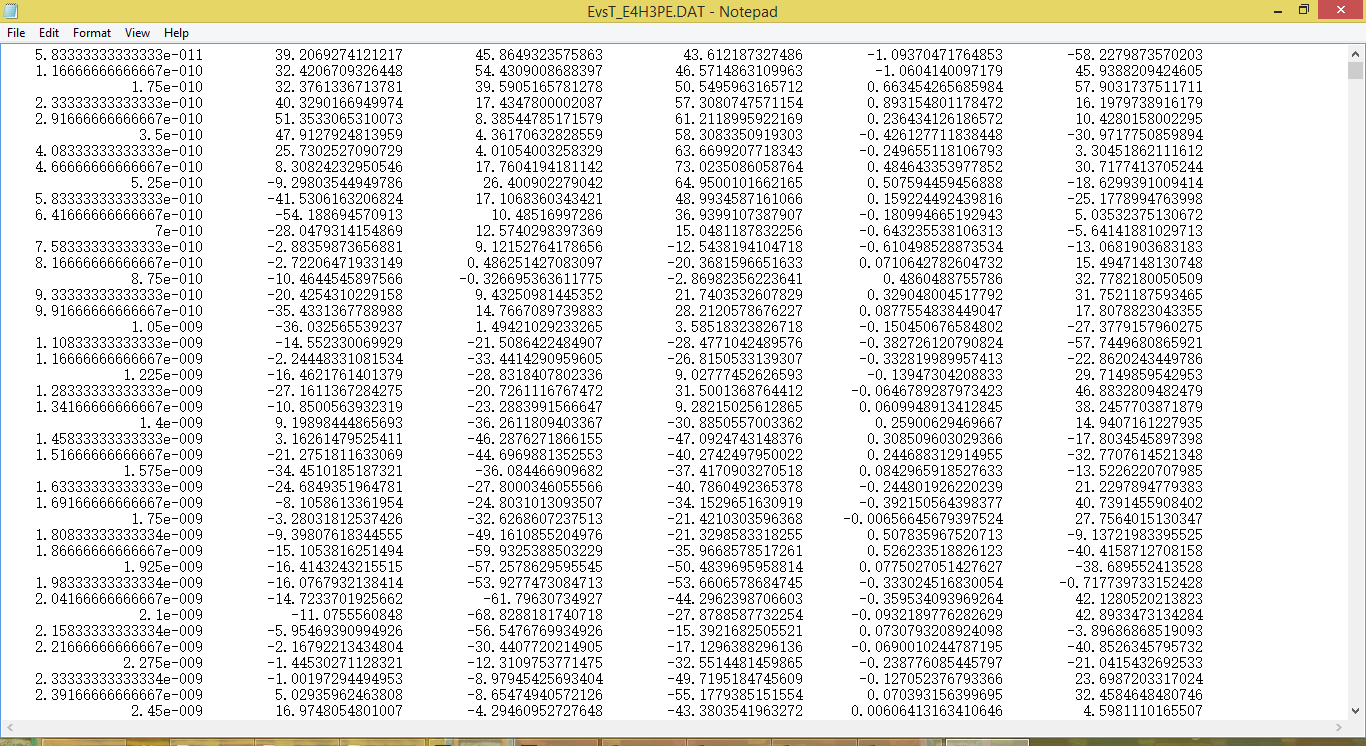 EvsT_E4H3PE.DAT - Notepad
File Edit Format View Help
5.83333333333333e-011 39.2069274121217 45.8649323575863 43.612187327486 -1.09370471764853 -58.2279873570203
1.16666666666667e-010 32.4206709326448 54.4309008688397 46.5714863109963 -1.0604140097179 45.9388209424605
1.75e-010 32.3761336713781 39.5905165781278 50.5495963165712 0.663454265685984 57.9031737511711
2.33333333333333e-010 40.3290166949974 17.4347800002087 57.3080747571154 0.893154801178472 16.1979738916179
2.91666666666667e-010 51.3533065310073 8.38544785171579 61.2118995922169 0.236434126186572 10.4280158002295
3.5e-010 47.9127924813959 4.36170632828559 58.3083350919303 -0.426127711838448 -30.9717750859894
4.08333333333333e-010 25.7302527090729 4.01054003258329 63.6699207718343 -0.249655118106793 3.30451862111612
4.66666666666667e-010 8.30824232950546 17.7604194181142 73.0235086058764 0.484643353977852 30.7177413705244
5.25e-010 -9.29803544949786 26.400902279042 64.9500101662165 0.507594459456888 -18.6299391009414
5.83333333333333e-010 -41.5306163206824 17.1068360343421 48.9934587161066 0.159224492439816 -25.1778994763998
6.41666666666667e-010 -54.188694570913 10.48516997286 36.9399107387907 -0.180994665192943 5.03532375130672
7e-010 -28.0479314154869 12.5740298397369 15.0481187832256 -0.643235538106313 -5.64141881029713
7.58333333333333e-010 -2.88359873656881 9.12152764178656 -12.5438194104718 -0.610498528873534 -13.0681903683183
8.16666666666667e-010 -2.72206471933149 0.486251427083097 -20.3681596651633 0.0710642782604732 15.4947148130748
8.75e-010 -10.4644545897566 -0.326695363611775 -2.86982356223641 0.4860488755786 32.7782180050509
9.33333333333333e-010 -20.4254310229158 9.43250981445352 21.7403532607829 0.329048004517792 31.7521187593465
9.91666666666667e-010 -35.4331367788988 14.7667089739883 28.2120578676227 0.0877554838449047 17.8078823043355
1.05e-009 -36.032565539237 1.49421029233265 3.58518323826718 -0.150450676584802 -27.3779157960275
1.10833333333333e-009 -14.552330069929 -21.5086422484907 -28.4771042489576 -0.382726120790824 -57.7449680865921
1.16666666666667e-009 -2.24448331081534 -33.4414290959605 -26.8150533139307 -0.332819989957413 -22.8620243449786
1.225e-009 -16.4621761401379 -28.8318407802336 9.02777452626593 -0.13947304208833 29.7149859542953
1.28333333333333e-009 -27.1611367284275 -20.7261116767472 31.5001368764412 -0.0646789287973423 46.8832809482479
1.34166666666667e-009 -10.8500563932319 -23.2883991566647 9.28215025612865 0.0609948913412845 38.2457703871879
1.4e-009 9.19898444865693 -36.2611809403367 -30.8850557003362 0.25900629469667 14.9407161227935
1.45833333333333e-009 3.16261479525411 -46.2876271866155 -47.0924743148376 0.308509603029366 -17.8034545897398
1.51666666666667e-009 -21.2751811633069 -44.6969881352553 -40.2742497950022 0.244688312914955 -32.7707614521348
1.575e-009 -34.4510185187321 -36.084466909682 -37.4170903270518 0.0842965918527633 -13.5226220707985
1.63333333333333e-009 -24.6849351964781 -27.8000346055566 -40.7860492365378 -0.244801926220239 21.2297894779383
1.69166666666667e-009 -8.1058613361954 -24.8031013093507 -34.1529651630919 -0.392150564398377 40.7391455908402
1.75e-009 -3.28031812537426 -32.6268607237513 -21.4210303596368 -0.0065664567939​7524 27.7564015130347
1.80833333333333e-009 -9.39807618344555 -49.1610855204976 -21.3298583318255 0.507835967520713 -9.13721983395525
1.86666666666667e-009 -15.1053816251494 -59.9325388503229 -35.9668578517261 0.526233518826123 -40.4158712708158
1.925e-009 -16.4143243215515 -57.2578629595545 -50.4839695958814 0.0775027051427627 -38.689552413528
1.98333333333334e-009 -16.0767932138414 -53.9277473084713 -53.6606578684745 -0.333024516830054 -0.717739733152428
2.04166666666667e-009 -14.7233701925662 -61.79630734927 -44.2962398706603 -0.359534093969264 42.1280520213823
2.1e-009 -11.0755560848 -68.8288181740718 -27.8788587732254 -0.0932189776282629 42.8933473134284
2.15833333333334e-009 -5.95469390994926 -56.5476769934926 -15.3921682505521 0.0730793208924098 -3.89686868519093
2.21666666666667e-009 -2.16792213434804 -30.4407720214905 -17.1296388296136 -0.0690010244787195 -40.8526345795732
2.275e-009 -1.44530271128321 -12.3109753771475 -32.5514481459865 -0.238776085445797 -21.0415432692533
2.33333333333334e-009 -1.00197294494953 -8.97945425693404 -49.7195184745609 -0.127052376793366 23.6987203317024
2.39166666666667e-009 5.02935962463808 -8.65474940572126 -55.1779385151554 0.070393156399695 32.4584648480746
2.45e-009 16.9748054801007 -4.29460952727648 -43.3803541963272 0.00606413163410646 4.5981110165507